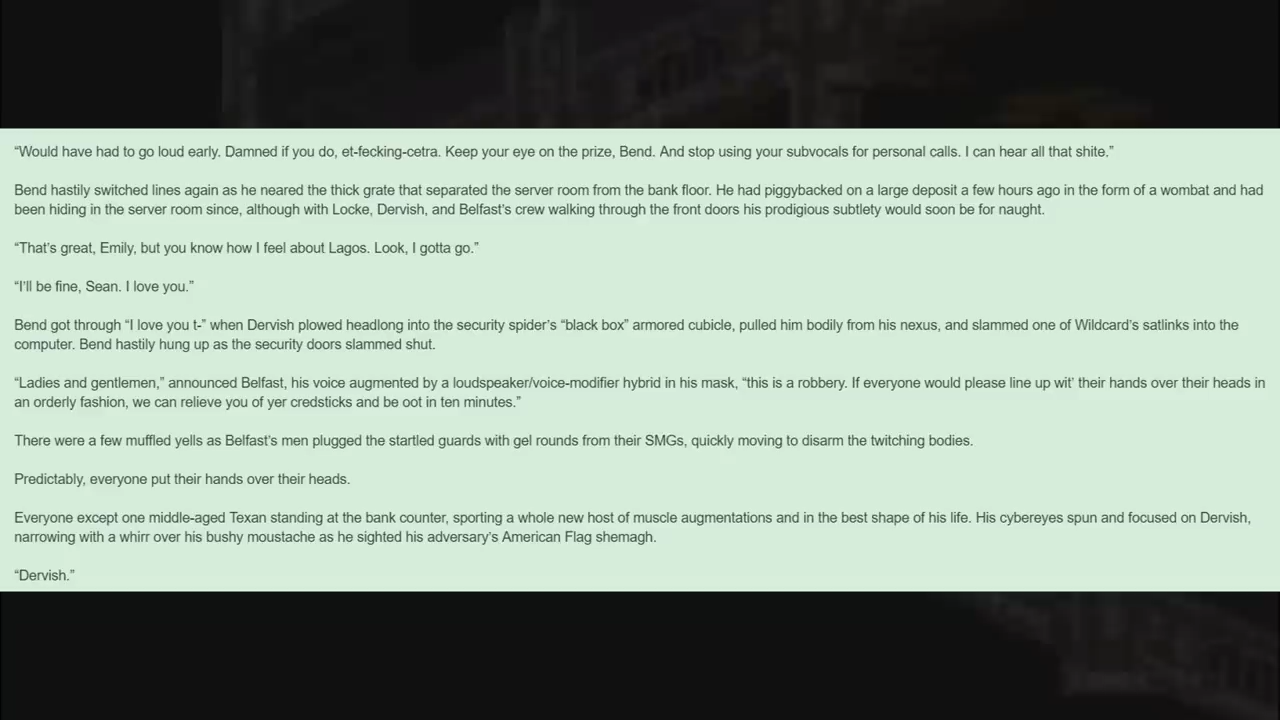 “Would have had to go loud early. Damned if you do, et-fecking-cetra. Keep your eye on the prize, Bend. And stop using your subvocals for personal calls. I can hear all that shite.”
Bend hastily switched lines again as he neared the thick grate that separated the server room from the bank floor. He had piggybacked on a large deposit a few hours ago in the form of a wombat and had
been hiding in the server room since, although with Locke, Dervish, and Belfast’s crew walking through the front doors his prodigious subtlety would soon be for naught.
“That’s great, Emily, but you know how I feel about Lagos. Look, I gotta go.”
“I’ll be fine, Sean. I love you.”
Bend got through “I love you t-” when Dervish plowed headlong into the security spider’s “black box” armored cubicle, pulled him bodily from his nexus, and slammed one of Wildcard’s satlinks into the
computer. Bend hastily hung up as the security doors slammed shut.
“Ladies and gentlemen,” announced Belfast, his voice augmented by a loudspeaker/voice-modifier hybrid in his mask, “this is a robbery. If everyone would please line up wit’ their hands over their heads in
an orderly fashion, we can relieve you of yer credsticks and be oot in ten minutes.”
There were a few muffled yells as Belfast’s men plugged the startled guards with gel rounds from their SMGs, quickly moving to disarm the twitching bodies.
Predictably, everyone put their hands over their heads.
Everyone except one middle-aged Texan standing at the bank counter, sporting a whole new host of muscle augmentations and in the best shape of his life. His cybereyes spun and focused on Dervish,
narrowing with a whirr over his bushy moustache as he sighted his adversary’s American Flag shemagh.
“Dervish.”